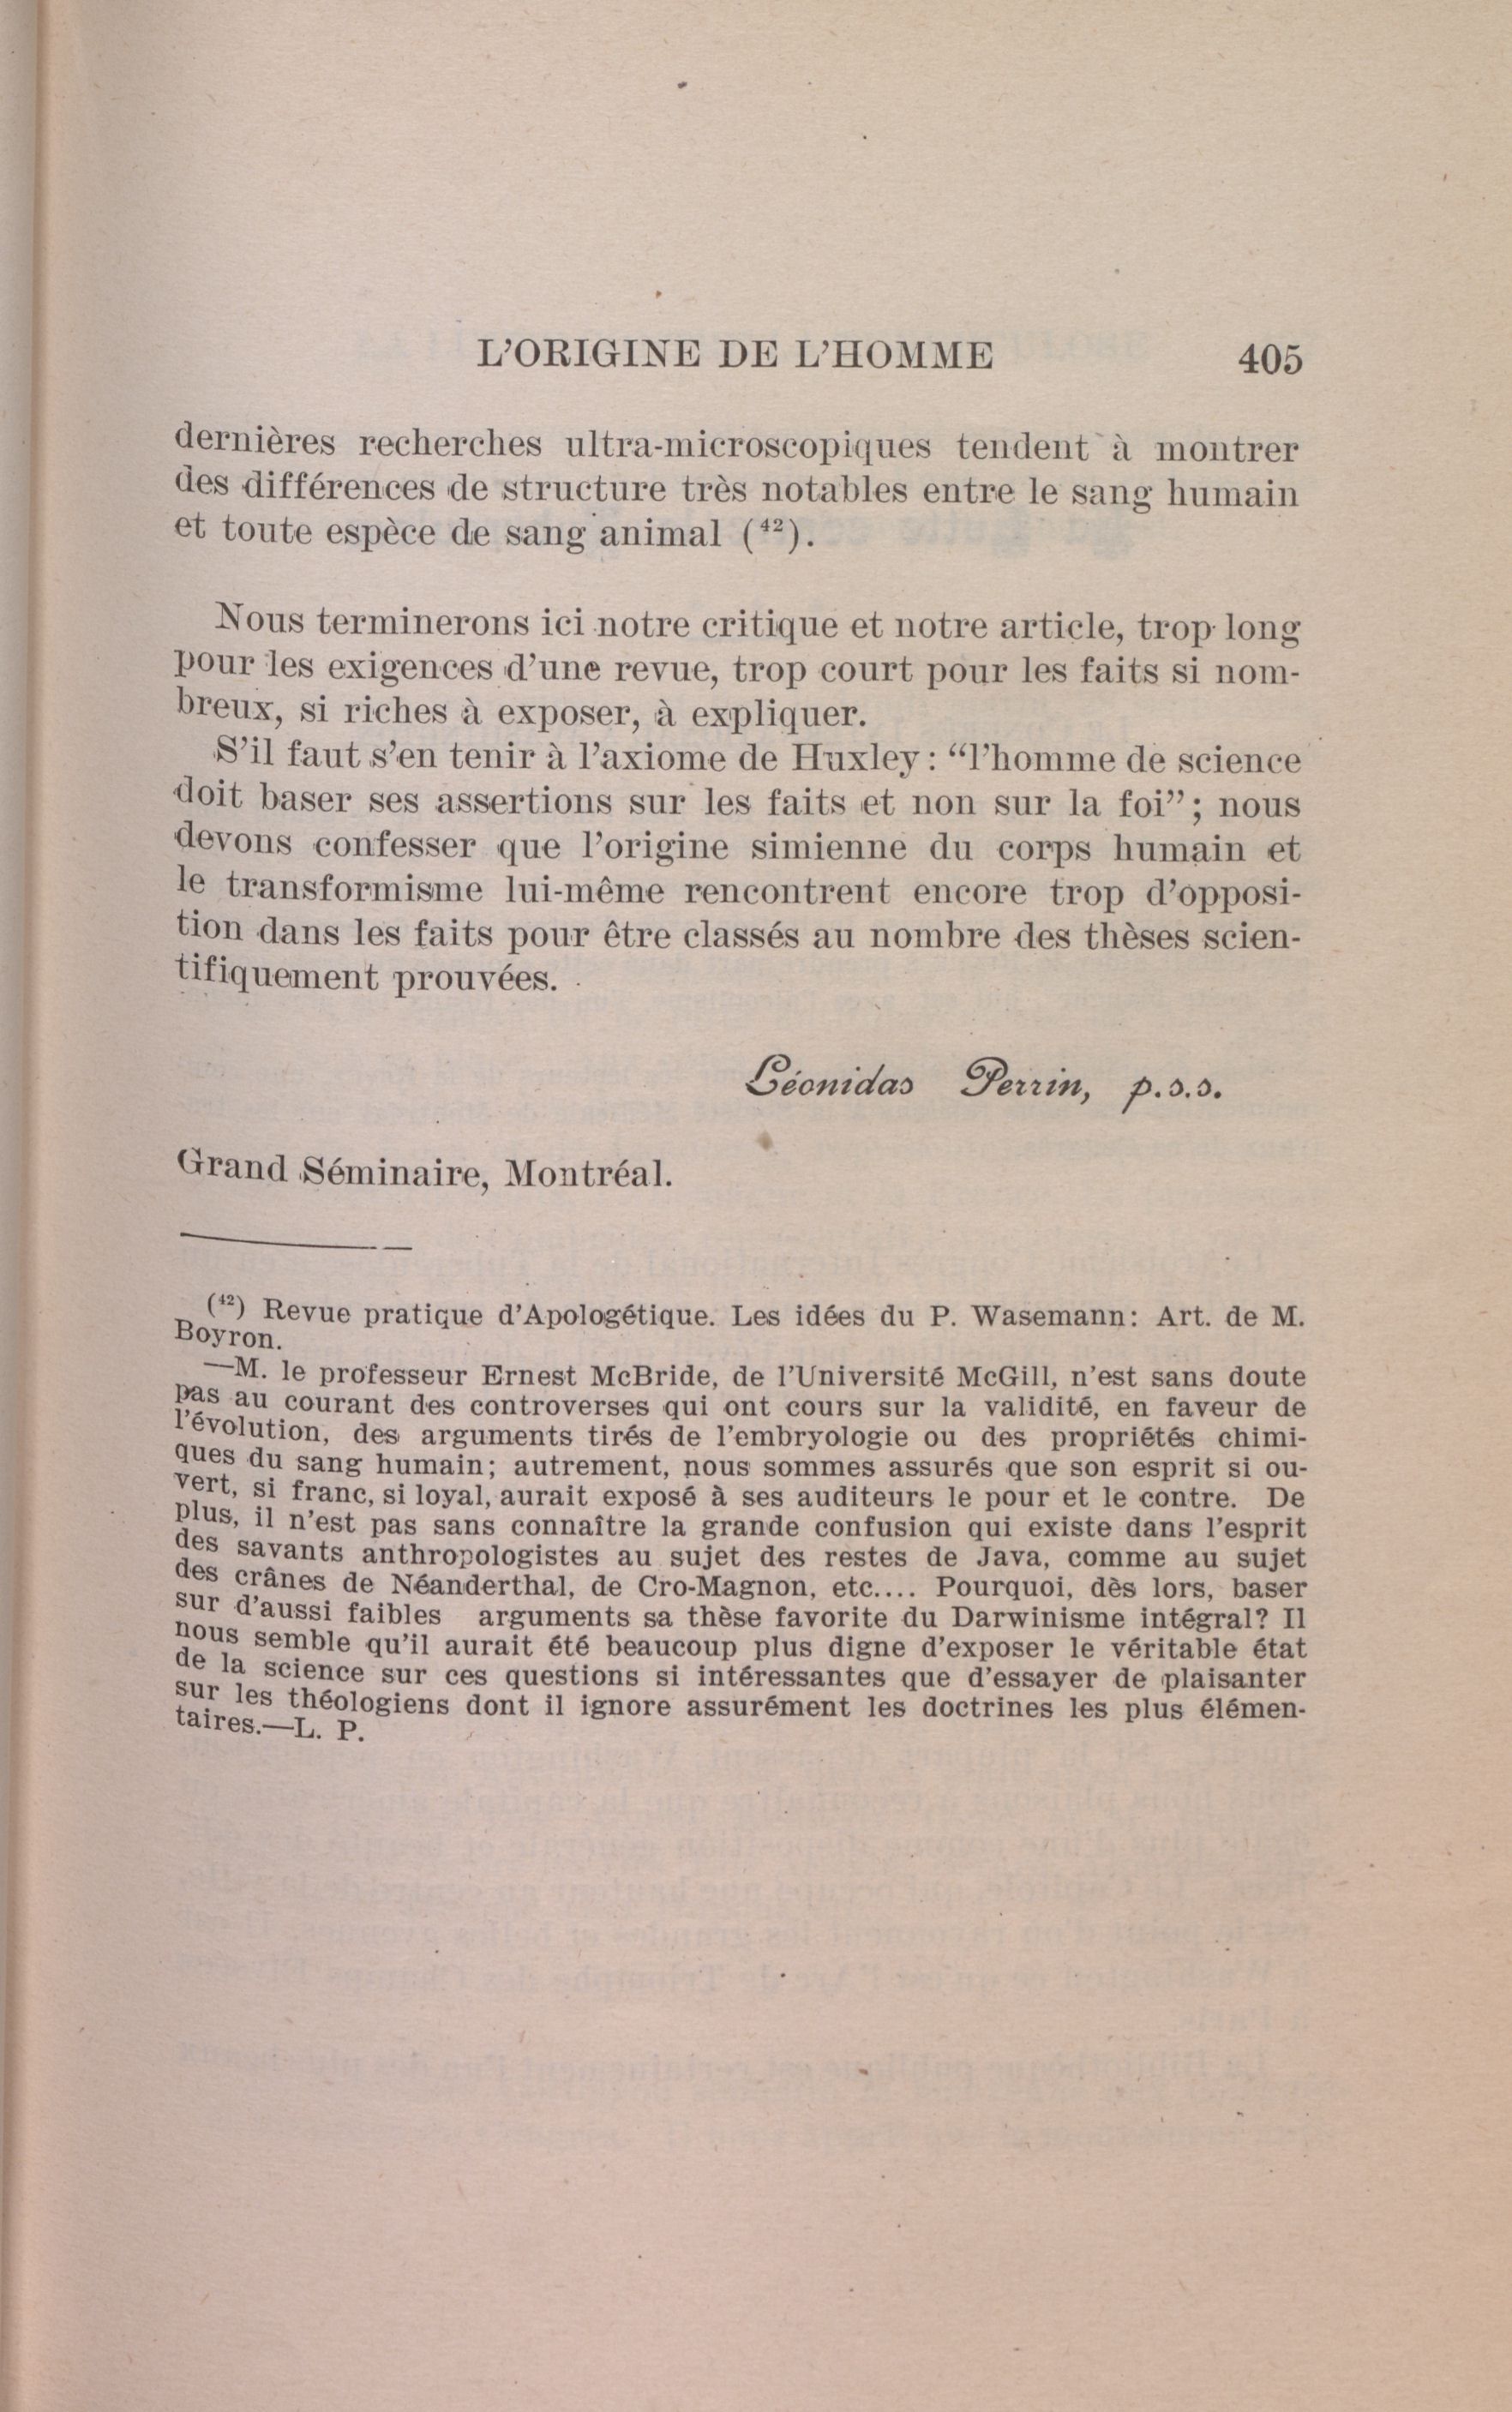 L'ORIGINE DE L'HOMME 405
dernières recherches ultra-microscopiques tendent à montrer
des différences de structure très notables entre le sang humain
et toute espèce de sang animal (⁴²).
Nous terminerons ici notre critique et notre article, trop long
pour les exigences d'une revue, trop court pour les faits si nom-
breux, si riches à exposer, à expliquer.
S'il faut s'en tenir à l'axiome de Huxley : “l'homme de science
doit baser ses assertions sur les faits et non sur la foi”; nous
devons confesser que l'origine simienne du corps humain et
le transformisme lui-même rencontrent encore trop d'opposi-
tion dans les faits pour être classés au nombre des thèses scien-
tifiquement prouvées.
Léonidas Perrin, p.s.s.
Grand Séminaire, Montréal.
(⁴²) Revue pratique d'Apologétique. Les idées du P. Wasemann: Art. de M.
Boyron.
—M. le professeur Ernest McBride, de l'Université McGill, n'est sans doute
pas au courant des controverses qui ont cours sur la validité, en faveur de
l'évolution, des arguments tirés de l'embryologie ou des propriétés chimi-
ques du sang humain; autrement, nous sommes assurés que son esprit si ou-
vert, si franc, si loyal, aurait exposé à ses auditeurs le pour et le contre. De
plus, il n'est pas sans connaître la grande confusion qui existe dans l'esprit
des savants anthropologistes au sujet des restes de Java, comme au sujet
des crânes de Néanderthal, de Cro-Magnon, etc.... Pourquoi, dès lors, baser
sur d'aussi faibles arguments sa thèse favorite du Darwinisme intégral? Il
nous semble qu'il aurait été beaucoup plus digne d'exposer le véritable état
de la science sur ces questions si intéressantes que d'essayer de plaisanter
sur les théologiens dont il ignore assurément les doctrines les plus élémen-
taires.—L. P.